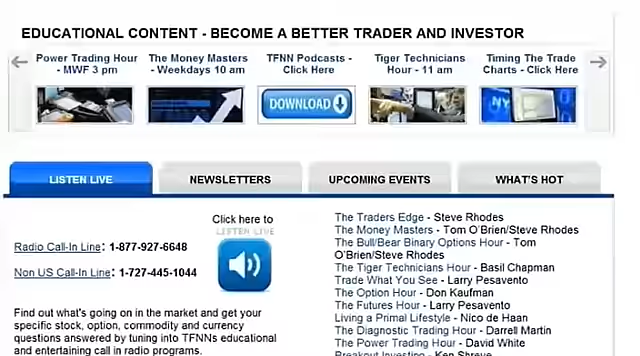 EDUCATIONAL CONTENT - BECOME A BETTER TRADER AND INVESTOR
Power Trading Hour
- MWF 3 pm
The Money Masters
- Weekdays 10 am
TFNN Podcasts -
Click Here
Tiger Technicians
Hour - 11 am
Timing The Trade
Charts - Click Here
DOWNLOAD
NY
LISTEN LIVE
NEWSLETTERS
UPCOMING EVENTS
WHAT'S HOT
Click here to
LISTEN LIVE
Radio Call-In Line: 1-877-927-6648
Non US Call-In Line: 1-727-445-1044
Find out what's going on in the market and get your
specific stock, option, commodity and currency
questions answered by tuning into TFNNs educational
and entertaining call in radio programs.
The Traders Edge - Steve Rhodes
The Money Masters - Tom O'Brien/Steve Rhodes
The Bull/Bear Binary Options Hour - Tom
O'Brien/Steve Rhodes
The Tiger Technicians Hour - Basil Chapman
Trade What You See - Larry Pesavento
The Option Hour - Don Kaufman
The Futures Hour - Larry Pesavento
Living a Primal Lifestyle - Nico de Haan
The Diagnostic Trading Hour - Darrell Martin
The Power Trading Hour - David White
Breakout Investing - Ken Shreve